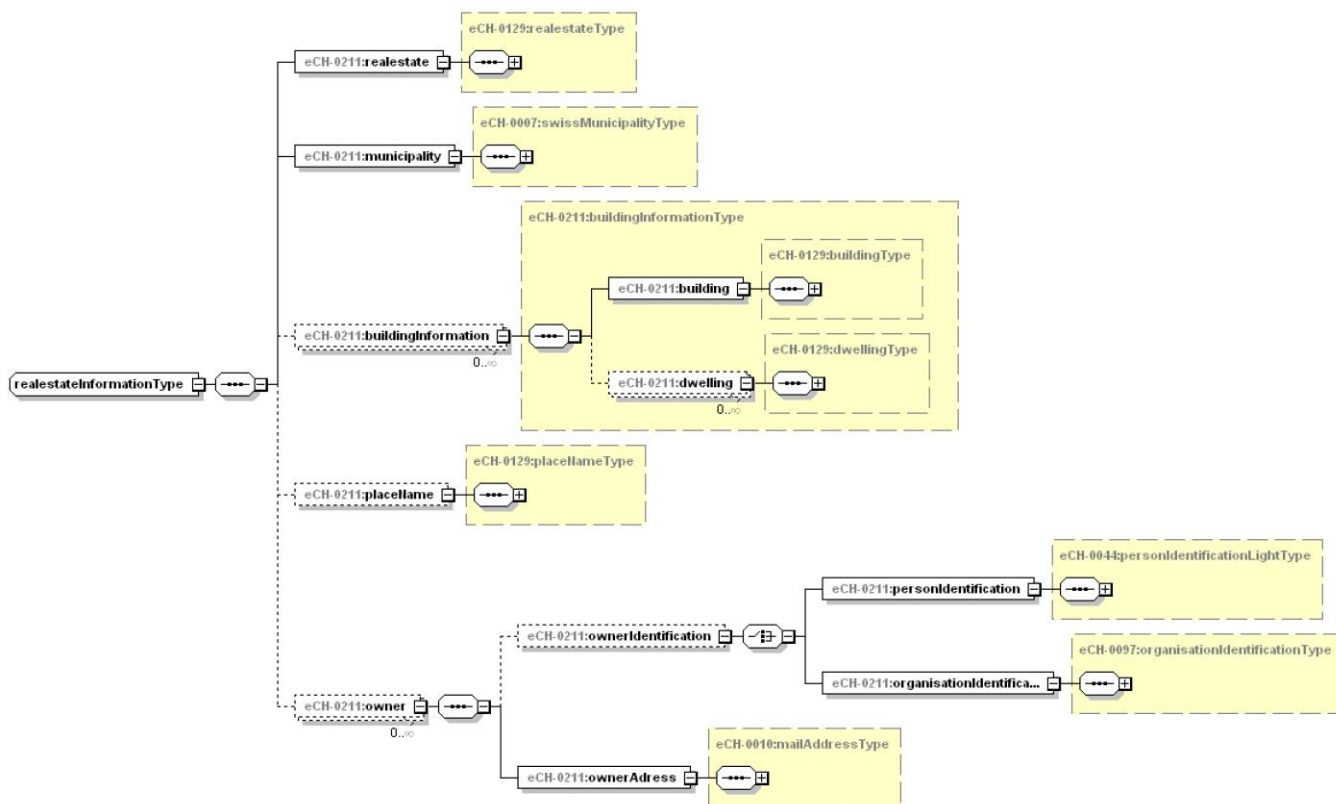 eCH-0129:realestateType
eCH-0211:realestate
eCH-0007:swissMunicipalityType
eCH-0211:municipality
eCH-0211:buildingInformationType
eCH-0129:buildingType
eCH-0211:building
eCH-0211:buildingInformation
0..∞
eCH-0129:dwellingType
eCH-0211:dwelling
0..∞
realestateInformationType
eCH-0129:placeNameType
eCH-0211:placeName
eCH-0044:personIdentificationLightType
eCH-0211:personIdentification
eCH-0211:ownerIdentification
eCH-0097:organisationIdentificationType
eCH-0211:organisationIdentifica...
eCH-0211:owner
0..∞
eCH-0010:mailAddressType
eCH-0211:ownerAdress